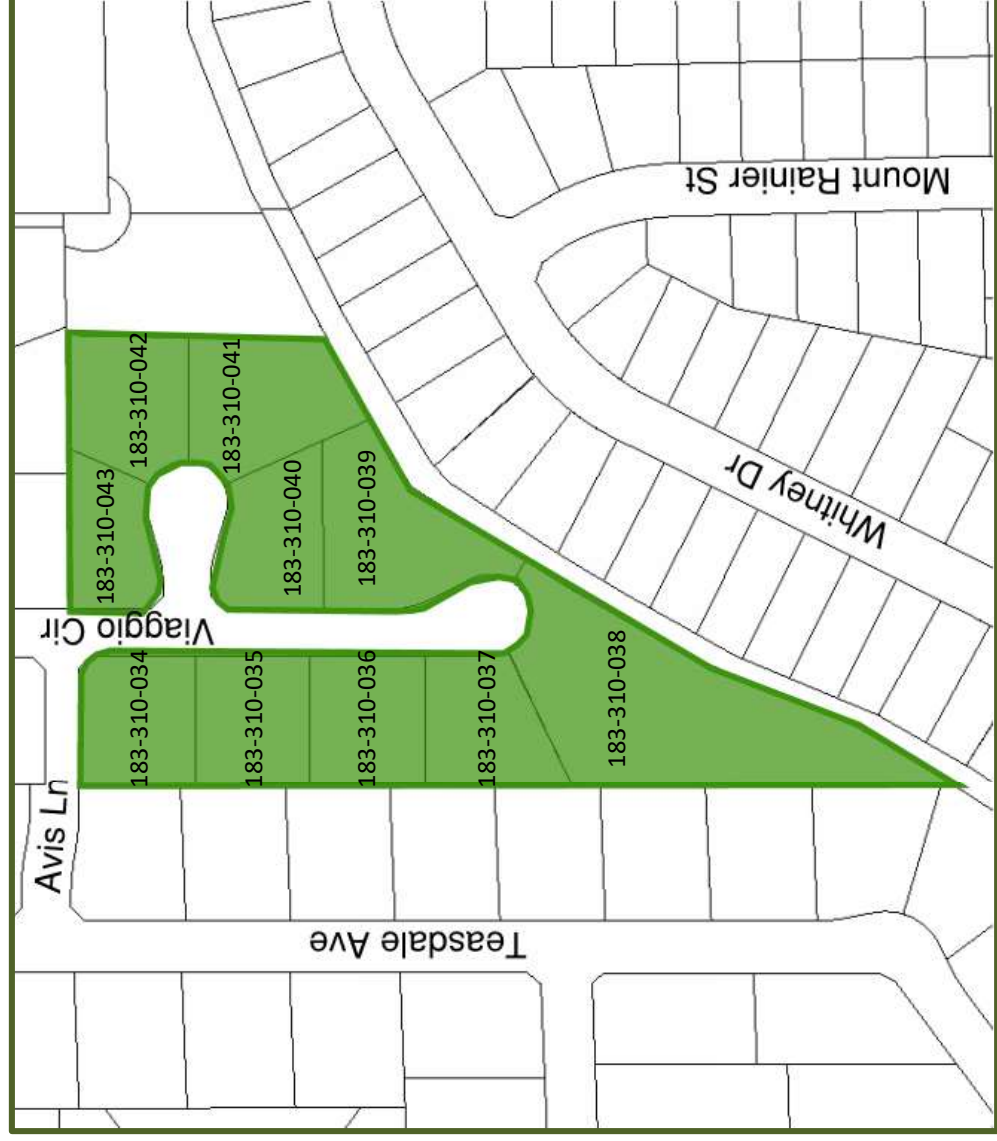 183-310-042
183-310-041
183-310-043
183-310-040
183-310-039
Viaggio Cir
183-310-034
183-310-035
183-310-036
183-310-037
183-310-038
Avis Ln
Teasdale Ave
Whitney Dr
Mount Rainier St